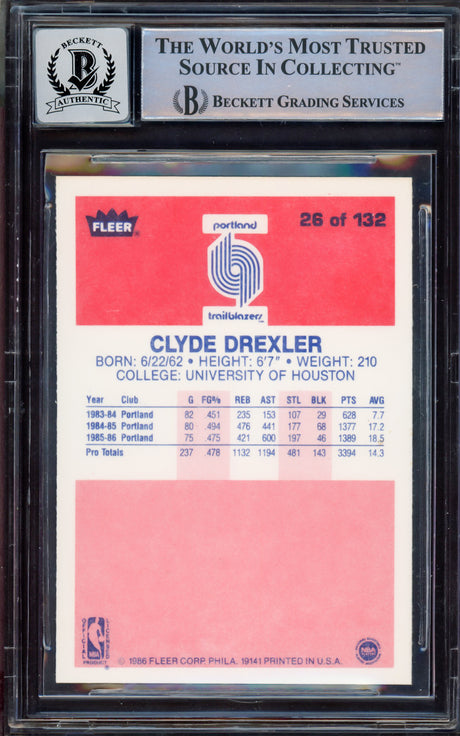 BECKETT
B
AUTHENTIC
THE WORLD'S MOST TRUSTED
SOURCE IN COLLECTING™
B BECKETT GRADING SERVICES
FLEER®
portland
trailblazers
26 of 132
CLYDE DREXLER
BORN: 6/22/62 • HEIGHT: 6'7" • WEIGHT: 210
COLLEGE: UNIVERSITY OF HOUSTON
Year Club G FG% REB AST STL BLK PTS AVG
1983-84 Portland 82 .451 235 153 107 29 628 7.7
1984-85 Portland 80 .494 476 441 177 68 1377 17.2
1985-86 Portland 75 .475 421 600 197 46 1389 18.5
Pro Totals 237 .478 1132 1194 481 143 3394 14.3
OFFICIAL
LICENSED
NBA
PRODUCT
© 1986 FLEER CORP. PHILA. 19141 PRINTED IN U.S.A.
NBA